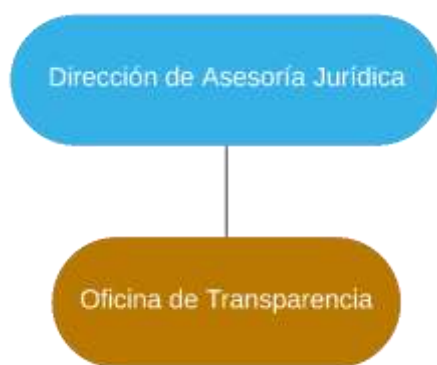 Dirección de Asesoría Jurídica
Oficina de Transparencia